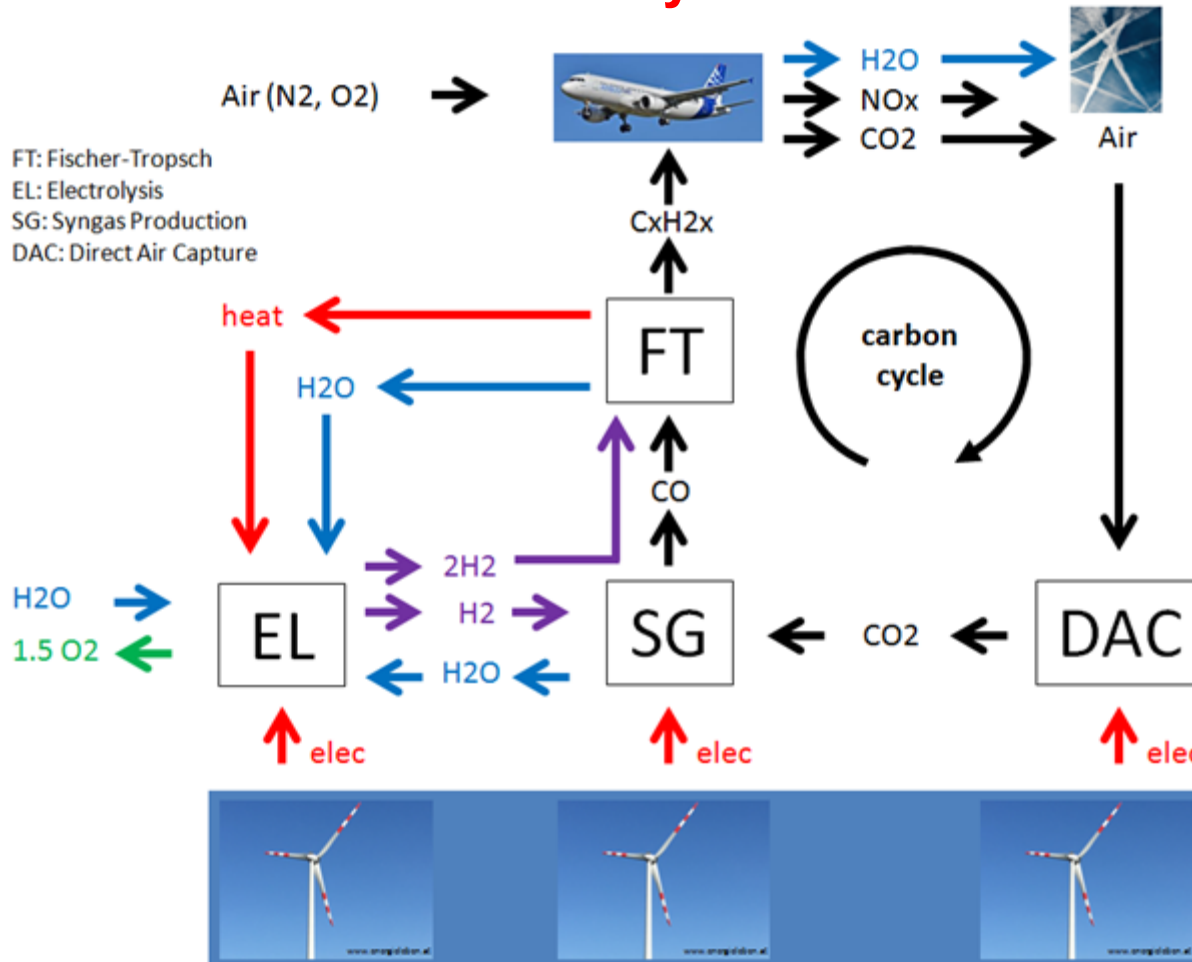 H2O
Air (N2, O2)
NOx
CO2
Air
FT: Fischer-Tropsch
EL: Electrolysis
SG: Syngas Production
DAC: Direct Air Capture
CxH2x
heat
FT
carbon
cycle
H2O
CO
2H2
H2O
H2
1.5 O2
EL
SG
CO2
DAC
H2O
elec
elec